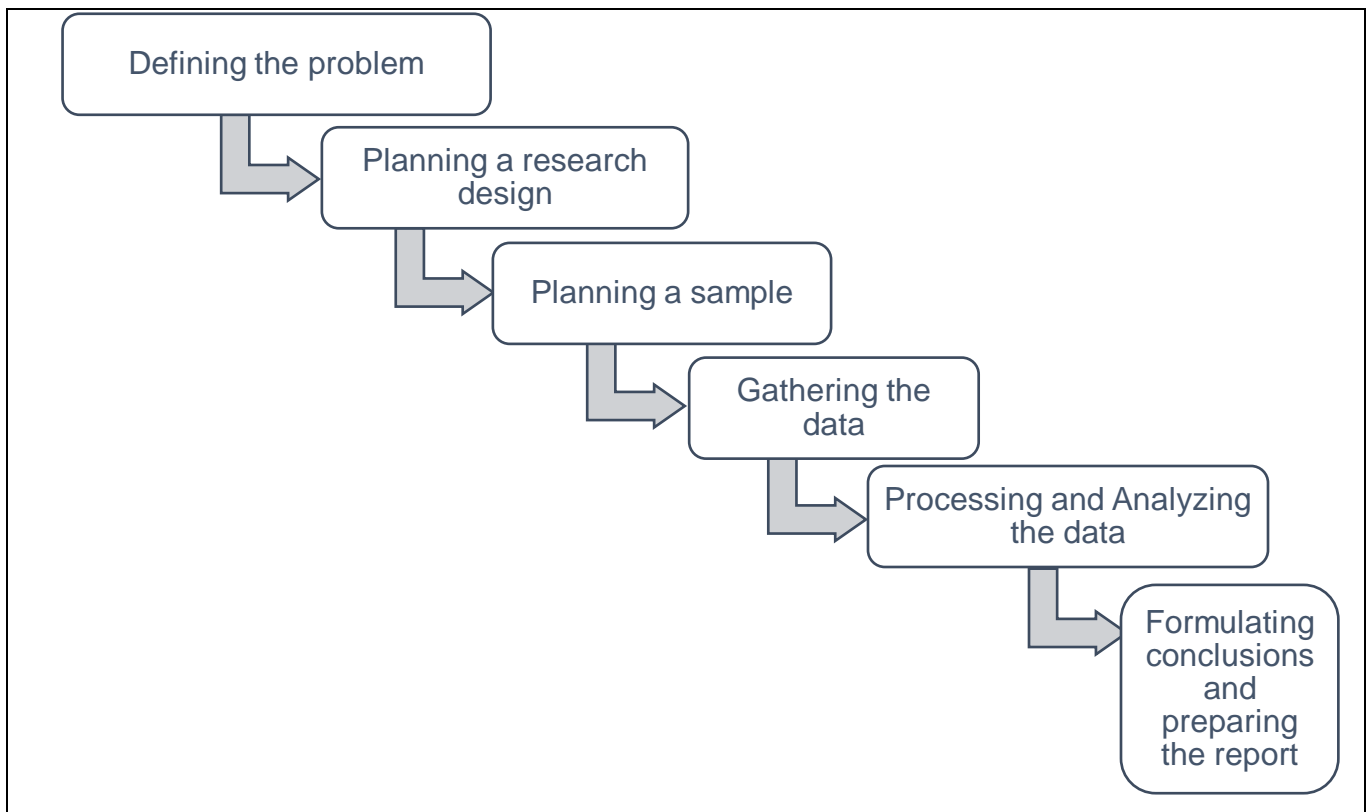 Defining the problem
Planning a research
design
Planning a sample
Gathering the
data
Processing and Analyzing
the data
Formulating
conclusions
and
preparing
the report